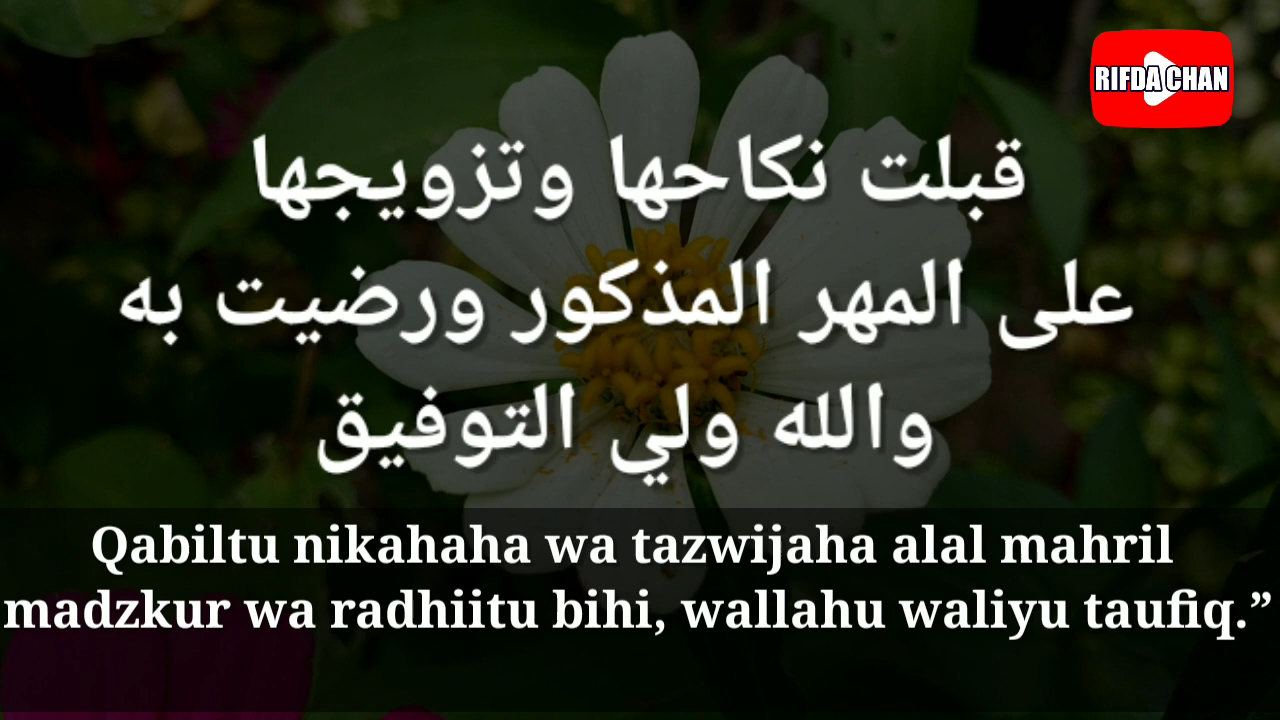 RIFDA CHAN
قبلت نكاحها وتزويجها
على المهر المذكور ورضيت به
والله ولي التوفيق
Qabiltu nikahaha wa tazwijaha alal mahril
madzkur wa radhiitu bihi, wallahu waliyu taufiq.”